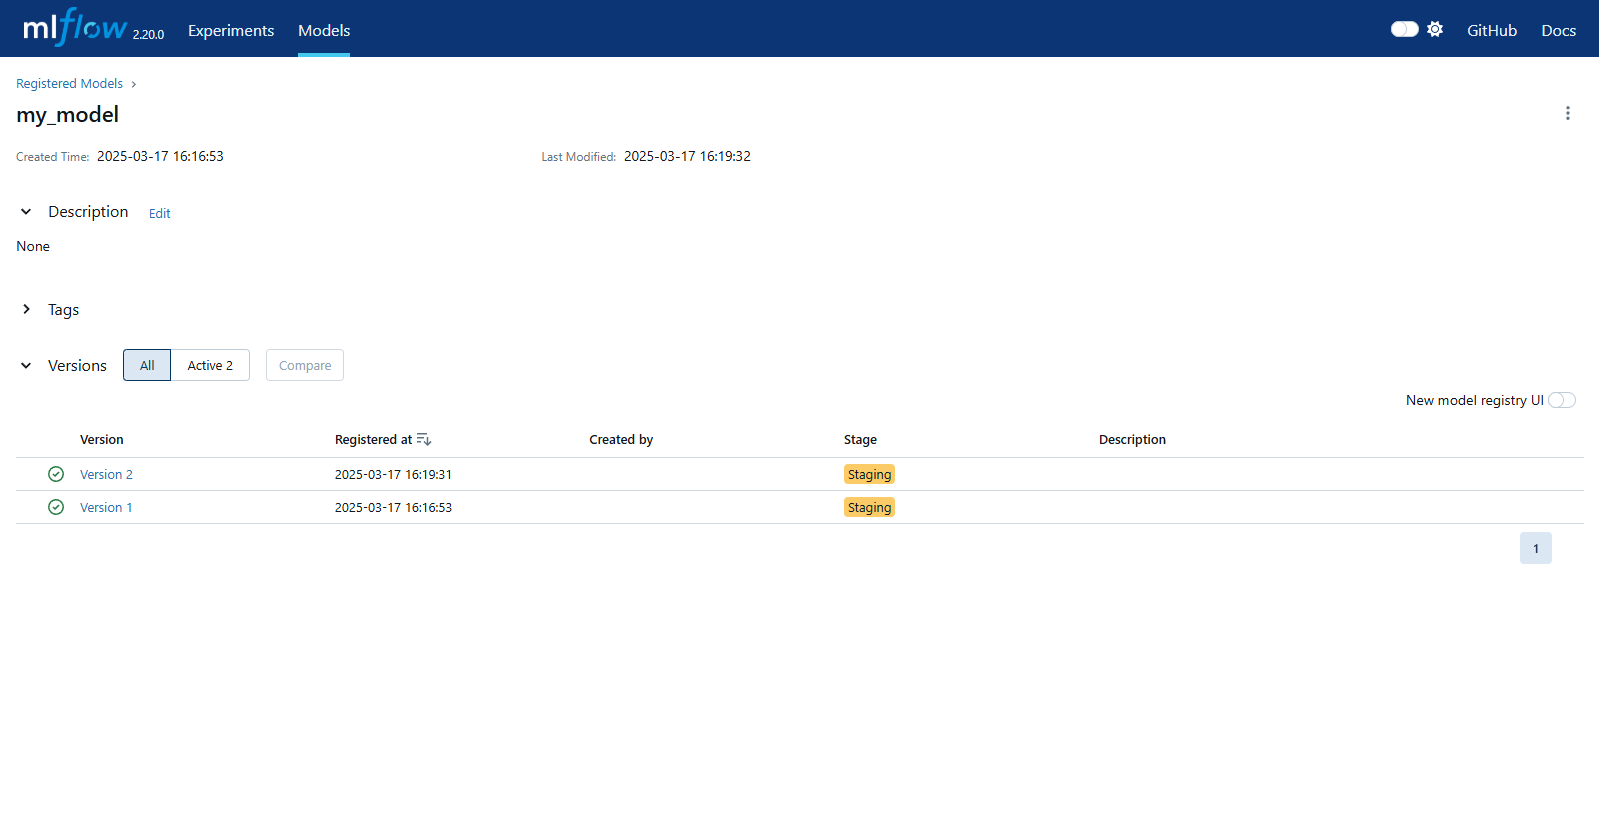 mlflow 2.20.0 Experiments Models GitHub Docs
Registered Models
my_model
Created Time: 2025-03-17 16:16:53 Last Modified: 2025-03-17 16:19:32
Description Edit
None
Tags
Versions All Active 2 Compare
New model registry UI
Version Registered at Created by Stage Description
Version 2 2025-03-17 16:19:31 Staging
Version 1 2025-03-17 16:16:53 Staging
1